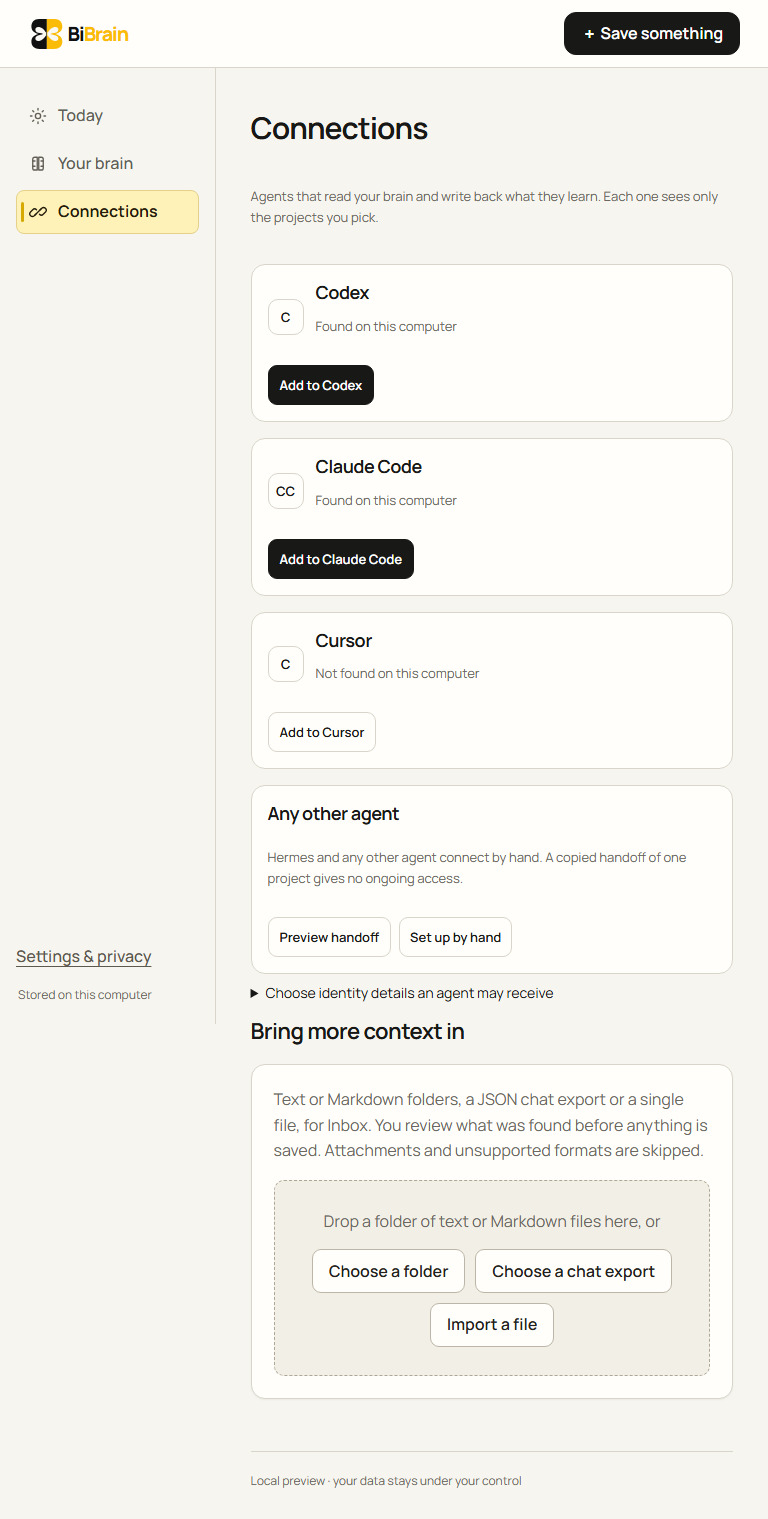 BiBrain
+ Save something
Today
Your brain
Connections
Settings & privacy
Stored on this computer
Connections
Agents that read your brain and write back what they learn. Each one sees only
the projects you pick.
C
Codex
Found on this computer
Add to Codex
CC
Claude Code
Found on this computer
Add to Claude Code
C
Cursor
Not found on this computer
Add to Cursor
Any other agent
Hermes and any other agent connect by hand. A copied handoff of one
project gives no ongoing access.
Preview handoff
Set up by hand
Choose identity details an agent may receive
Bring more context in
Text or Markdown folders, a JSON chat export or a single
file, for Inbox. You review what was found before anything is
saved. Attachments and unsupported formats are skipped.
Drop a folder of text or Markdown files here, or
Choose a folder
Choose a chat export
Import a file
Local preview · your data stays under your control